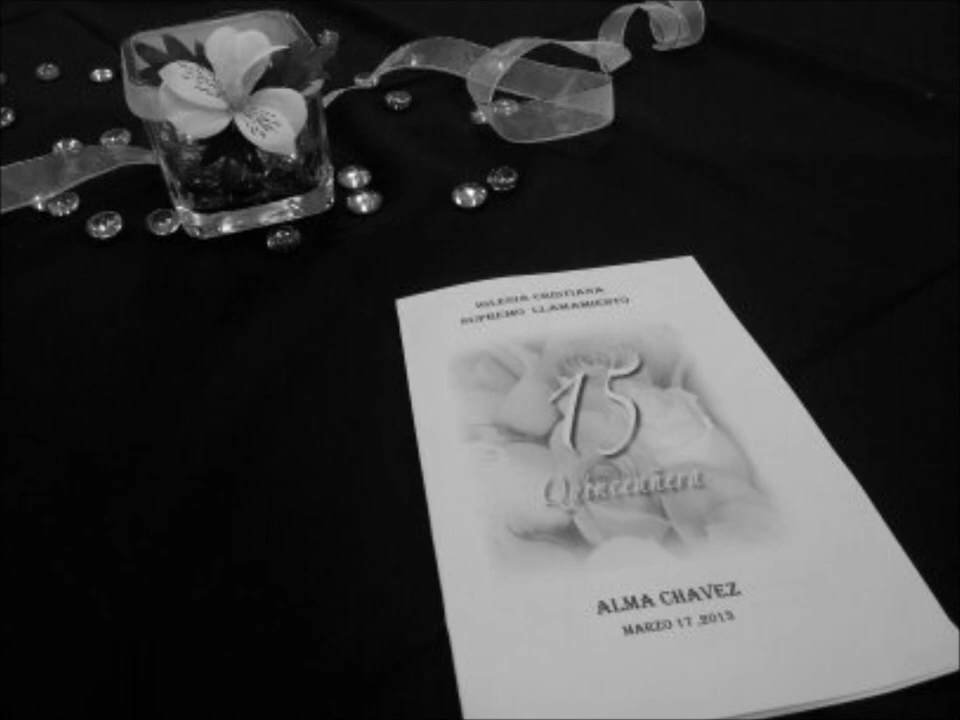 IGLESIA CRISTIANA
SUPREMO LLAMAMIENTO
15
Quinceañera
ALMA CHAVEZ
MARZO 17 ,2013